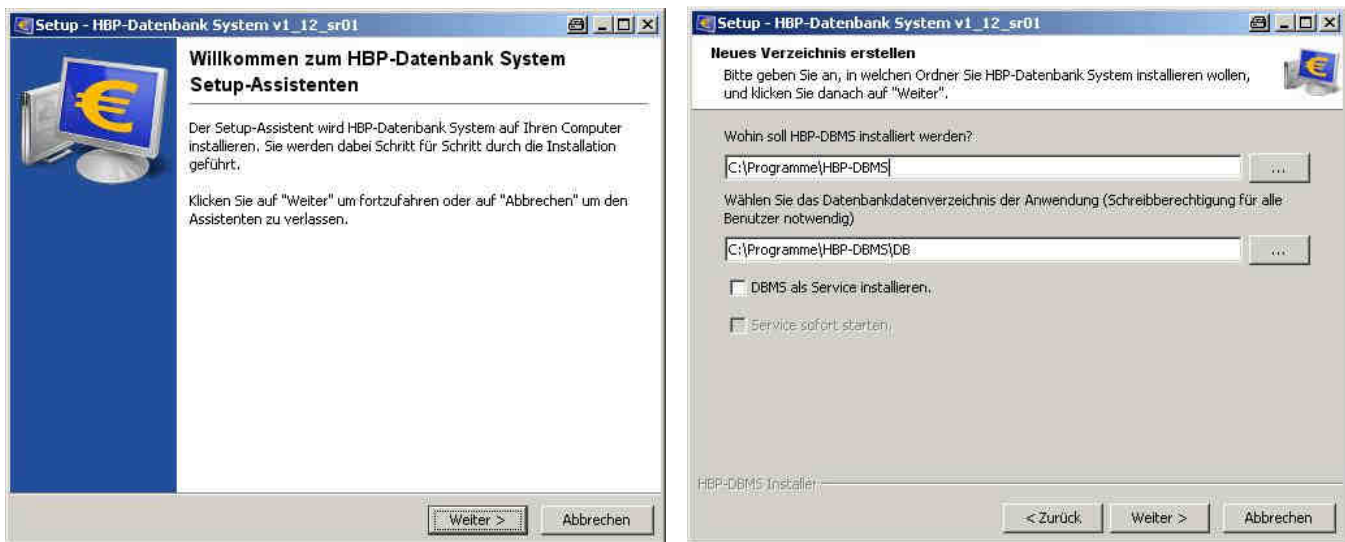 Setup - HBP-Datenbank System v1_12_sr01
Willkommen zum HBP-Datenbank System
Setup-Assistenten
Der Setup-Assistent wird HBP-Datenbank System auf Ihren Computer
installieren. Sie werden dabei Schritt für Schritt durch die Installation
geführt.
Klicken Sie auf "Weiter" um fortzufahren oder auf "Abbrechen" um den
Assistenten zu verlassen.
Weiter >
Abbrechen
Setup - HBP-Datenbank System v1_12_sr01
Neues Verzeichnis erstellen
Bitte geben Sie an, in welchen Ordner Sie HBP-Datenbank System installieren wollen,
und klicken Sie danach auf "Weiter".
Wohin soll HBP-DBMS installiert werden?
C:\Programme\HBP-DBMS
...
Wählen Sie das Datenbankdatenverzeichnis der Anwendung (Schreibberechtigung für alle
Benutzer notwendig)
C:\Programme\HBP-DBMS\DB
...
DBMS als Service installieren.
Service sofort starten.
HBP-DBMS Installer
< Zurück
Weiter >
Abbrechen